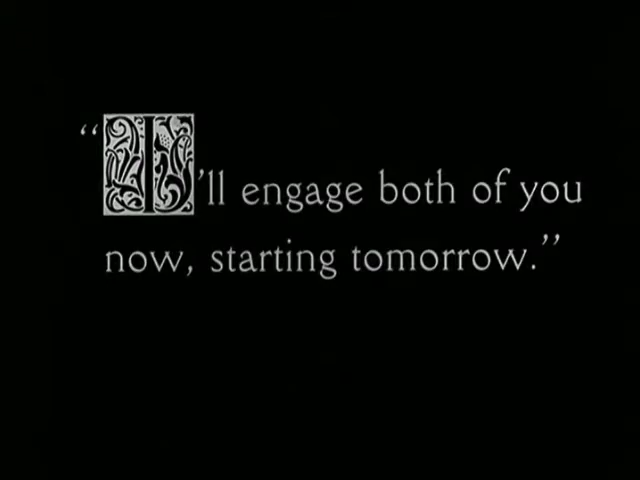 “I’ll engage both of you
now, starting tomorrow.”